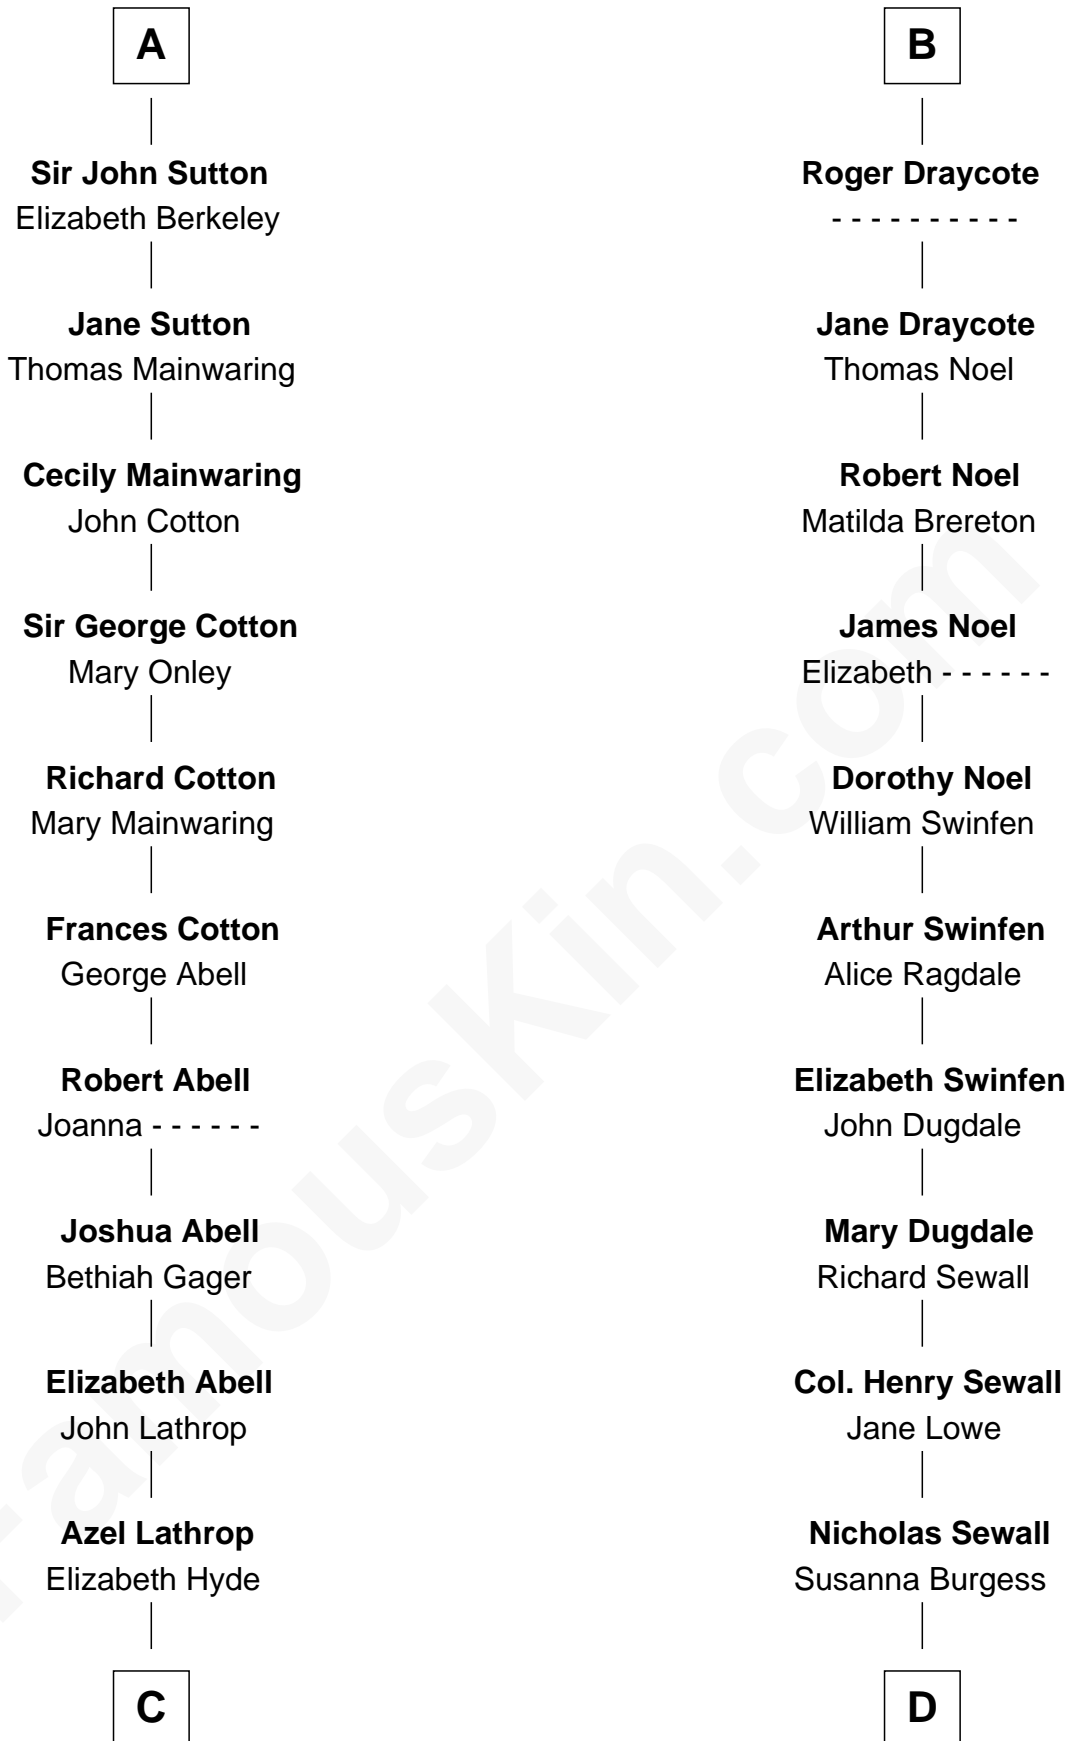 A
Sir John Sutton
Elizabeth Berkeley
Jane Sutton
Thomas Mainwaring
Cecily Mainwaring
John Cotton
Sir George Cotton
Mary Onley
Richard Cotton
Mary Mainwaring
Frances Cotton
George Abell
Robert Abell
Joanna - - - - - -
Joshua Abell
Bethiah Gager
Elizabeth Abell
John Lathrop
Azel Lathrop
Elizabeth Hyde
C
B
Roger Draycote
- - - - - - - - - -
Jane Draycote
Thomas Noel
Robert Noel
Matilda Brereton
James Noel
Elizabeth - - - - - -
Dorothy Noel
William Swinfen
Arthur Swinfen
Alice Ragdale
Elizabeth Swinfen
John Dugdale
Mary Dugdale
Richard Sewall
Col. Henry Sewall
Jane Lowe
Nicholas Sewall
Susanna Burgess
D
FamousKin.com